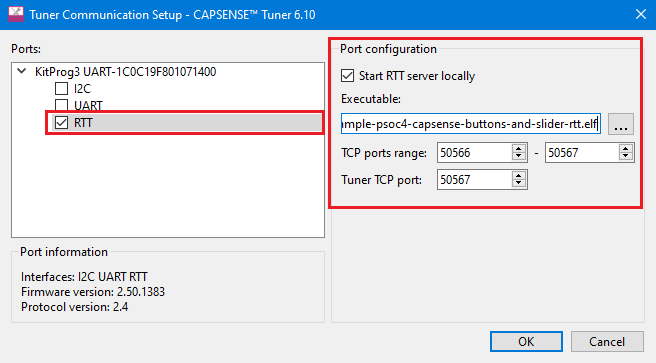 Tuner Communication Setup - CAPSENSE™ Tuner 6.10
Ports:
KitProg3 UART-1C0C19F801071400
I2C
UART
RTT
Port information
Interfaces: I2C UART RTT
Firmware version: 2.50.1383
Protocol version: 2.4
Port configuration
Start RTT server locally
Executable:
mple-psoc4-capsense-buttons-and-slider-rtt.elf
...
TCP ports range: 50566 - 50567
Tuner TCP port: 50567
OK Cancel